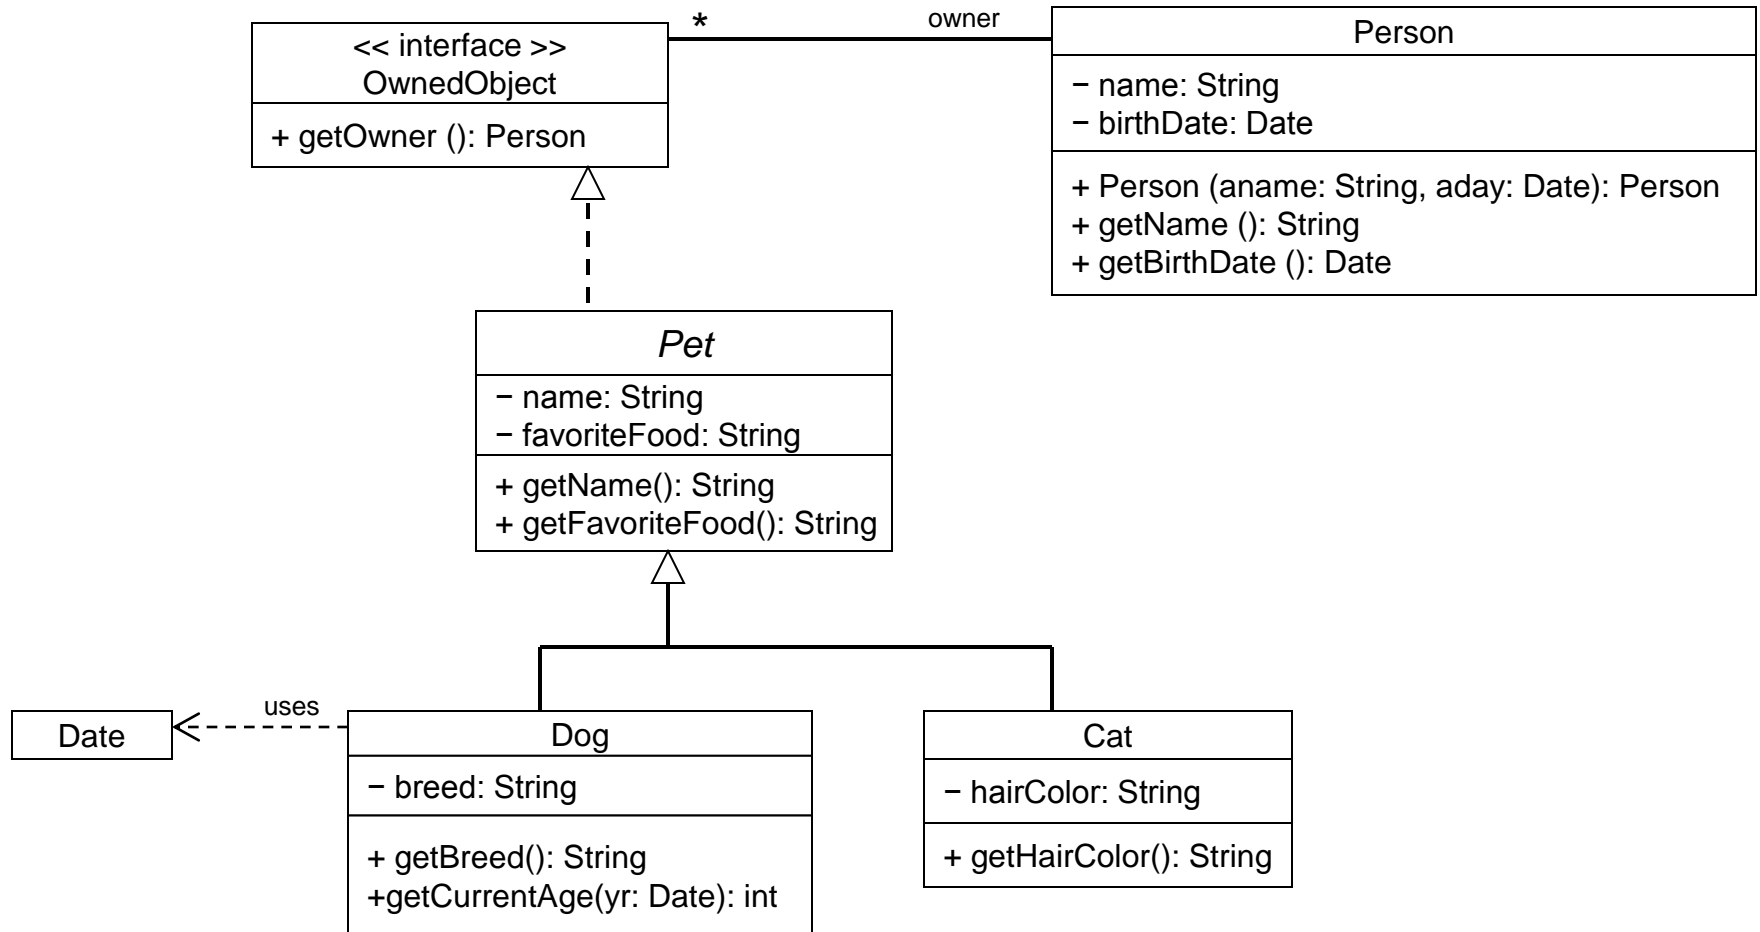 *
owner
<< interface >>
OwnedObject
+ getOwner (): Person
Person
− name: String
− birthDate: Date
+ Person (aname: String, aday: Date): Person
+ getName (): String
+ getBirthDate (): Date
Pet
− name: String
− favoriteFood: String
+ getName(): String
+ getFavoriteFood(): String
uses
Date
Dog
− breed: String
+ getBreed(): String
+getCurrentAge(yr: Date): int
Cat
− hairColor: String
+ getHairColor(): String